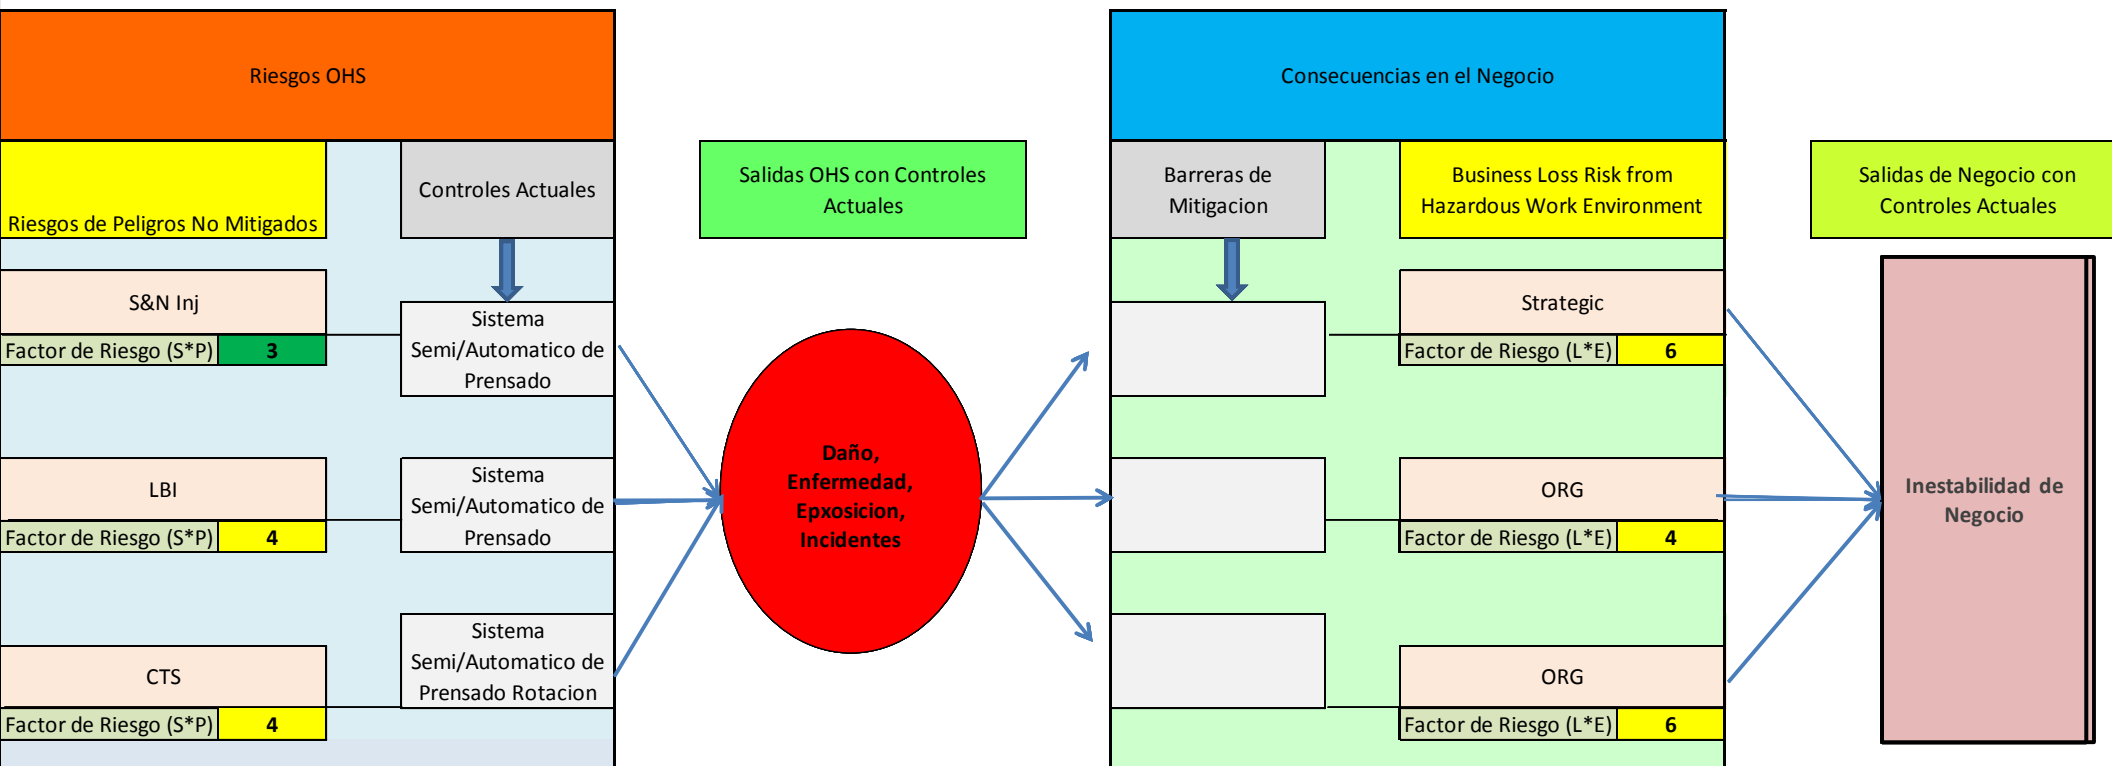 Riesgos OHS
Consecuencias en el Negocio
Riesgos de Peligros No Mitigados
Controles Actuales
Salidas OHS con Controles
Actuales
Barreras de
Mitigacion
Business Loss Risk from
Hazardous Work Environment
Salidas de Negocio con
Controles Actuales
S&N Inj
Factor de Riesgo (S*P) 3
Sistema
Semi/Automatico de
Prensado
Strategic
Factor de Riesgo (L*E) 6
LBI
Factor de Riesgo (S*P) 4
Sistema
Semi/Automatico de
Prensado
Daño,
Enfermedad,
Epxosicion,
Incidentes
ORG
Factor de Riesgo (L*E) 4
Inestabilidad de
Negocio
CTS
Factor de Riesgo (S*P) 4
Sistema
Semi/Automatico de
Prensado Rotacion
ORG
Factor de Riesgo (L*E) 6